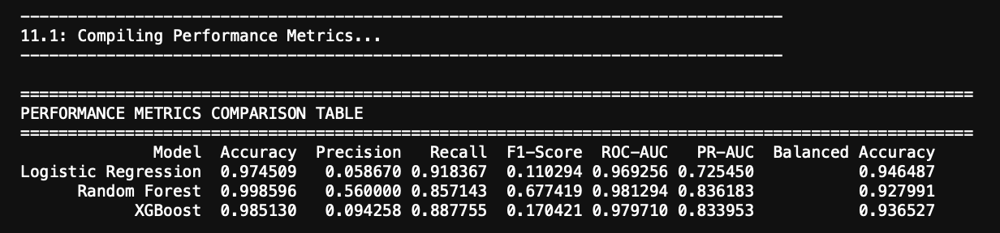 --------------------------------------------------------------------------------
11.1: Compiling Performance Metrics...
--------------------------------------------------------------------------------
====================================================================================================
PERFORMANCE METRICS COMPARISON TABLE
====================================================================================================
Model Accuracy Precision Recall F1-Score ROC-AUC PR-AUC Balanced Accuracy
Logistic Regression 0.974509 0.058670 0.918367 0.110294 0.969256 0.725450 0.946487
Random Forest 0.998596 0.560000 0.857143 0.677419 0.981294 0.836183 0.927991
XGBoost 0.985130 0.094258 0.887755 0.170421 0.979710 0.833953 0.936527